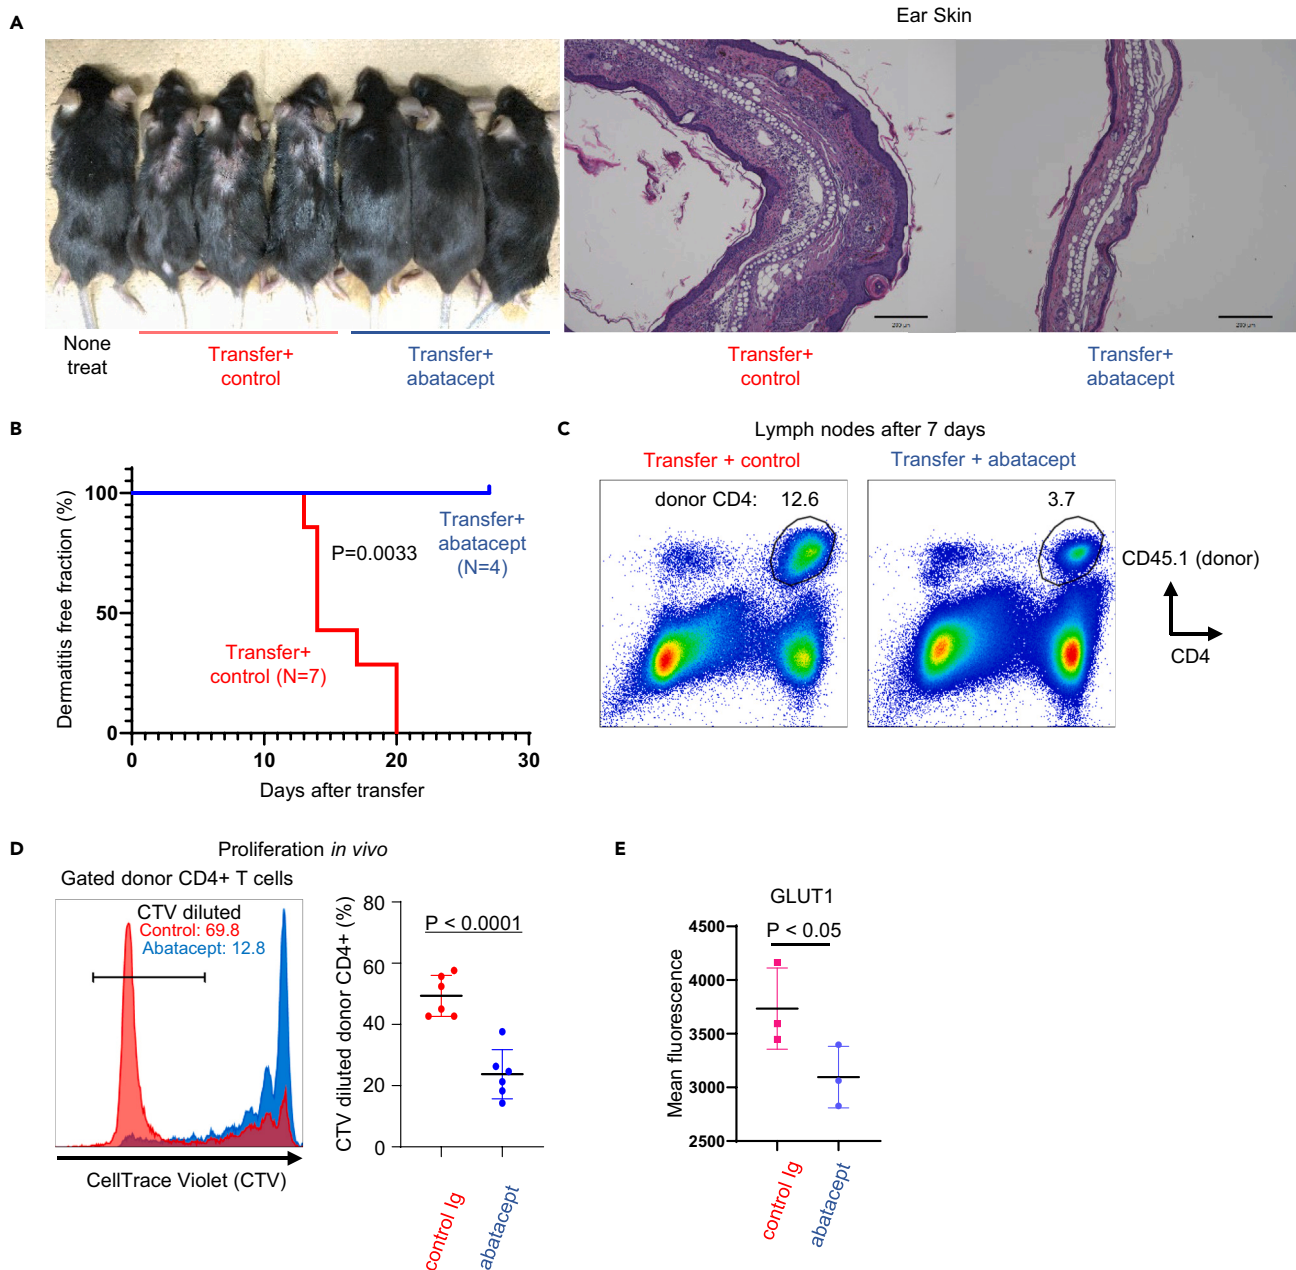 A
Ear Skin
200 µm
200 µm
None
treat
Transfer+
control
Transfer+
abatacept
Transfer+
control
Transfer+
abatacept
B
Dermatitis free fraction (%)
100
50
0
0
10
20
30
Days after transfer
P=0.0033
Transfer+
abatacept
(N=4)
Transfer+
control (N=7)
C
Lymph nodes after 7 days
Transfer + control
Transfer + abatacept
donor CD4:
12.6
3.7
CD45.1 (donor)
CD4
D
Proliferation in vivo
Gated donor CD4+ T cells
CTV diluted
Control: 69.8
Abatacept: 12.8
CellTrace Violet (CTV)
CTV diluted donor CD4+ (%)
80
60
40
20
0
P < 0.0001
control Ig
abatacept
E
GLUT1
Mean fluorescence
4500
4000
3500
3000
2500
P < 0.05
control Ig
abatacept